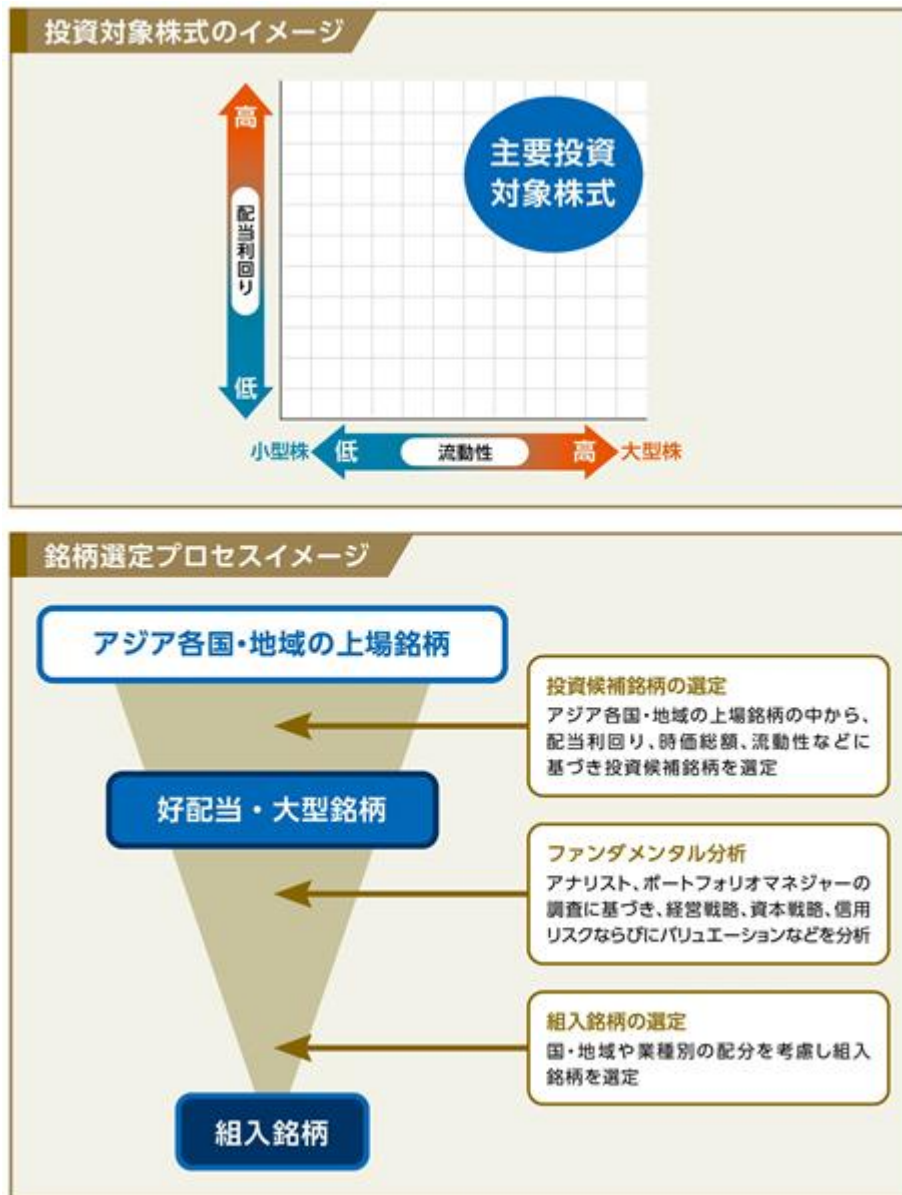 投資対象株式のイメージ
高
配当利回り
低
主要投資
対象株式
小型株 低 流動性 高 大型株
銘柄選定プロセスイメージ
アジア各国・地域の上場銘柄
投資候補銘柄の選定
アジア各国・地域の上場銘柄の中から、
配当利回り、時価総額、流動性などに
基づき投資候補銘柄を選定
好配当・大型銘柄
ファンダメンタル分析
アナリスト、ポートフォリオマネジャーの
調査に基づき、経営戦略、資本戦略、信用
リスクならびにバリュエーションなどを分析
組入銘柄の選定
国・地域や業種別の配分を考慮し組入
銘柄を選定
組入銘柄